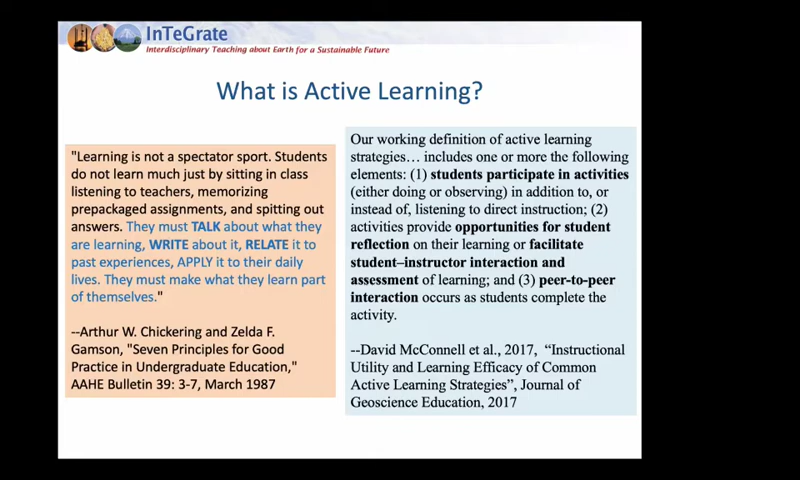 InTeGrate
Interdisciplinary Teaching about Earth for a Sustainable Future
What is Active Learning?
"Learning is not a spectator sport. Students
do not learn much just by sitting in class
listening to teachers, memorizing
prepackaged assignments, and spitting out
answers. They must TALK about what they
are learning, WRITE about it, RELATE it to
past experiences, APPLY it to their daily
lives. They must make what they learn part
of themselves."
--Arthur W. Chickering and Zelda F.
Gamson, "Seven Principles for Good
Practice in Undergraduate Education,"
AAHE Bulletin 39: 3-7, March 1987
Our working definition of active learning
strategies… includes one or more the following
elements: (1) students participate in activities
(either doing or observing) in addition to, or
instead of, listening to direct instruction; (2)
activities provide opportunities for student
reflection on their learning or facilitate
student–instructor interaction and
assessment of learning; and (3) peer-to-peer
interaction occurs as students complete the
activity.
--David McConnell et al., 2017, “Instructional
Utility and Learning Efficacy of Common
Active Learning Strategies”, Journal of
Geoscience Education, 2017